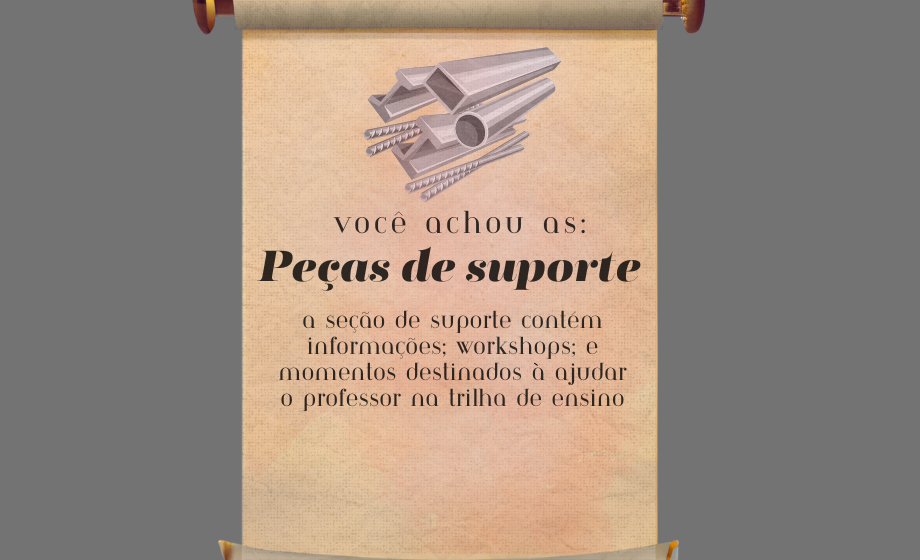 você achou as:
Peças de suporte
a seção de suporte contém
informações; workshops; e
momentos destinados à ajudar
o professor na trilha de ensino